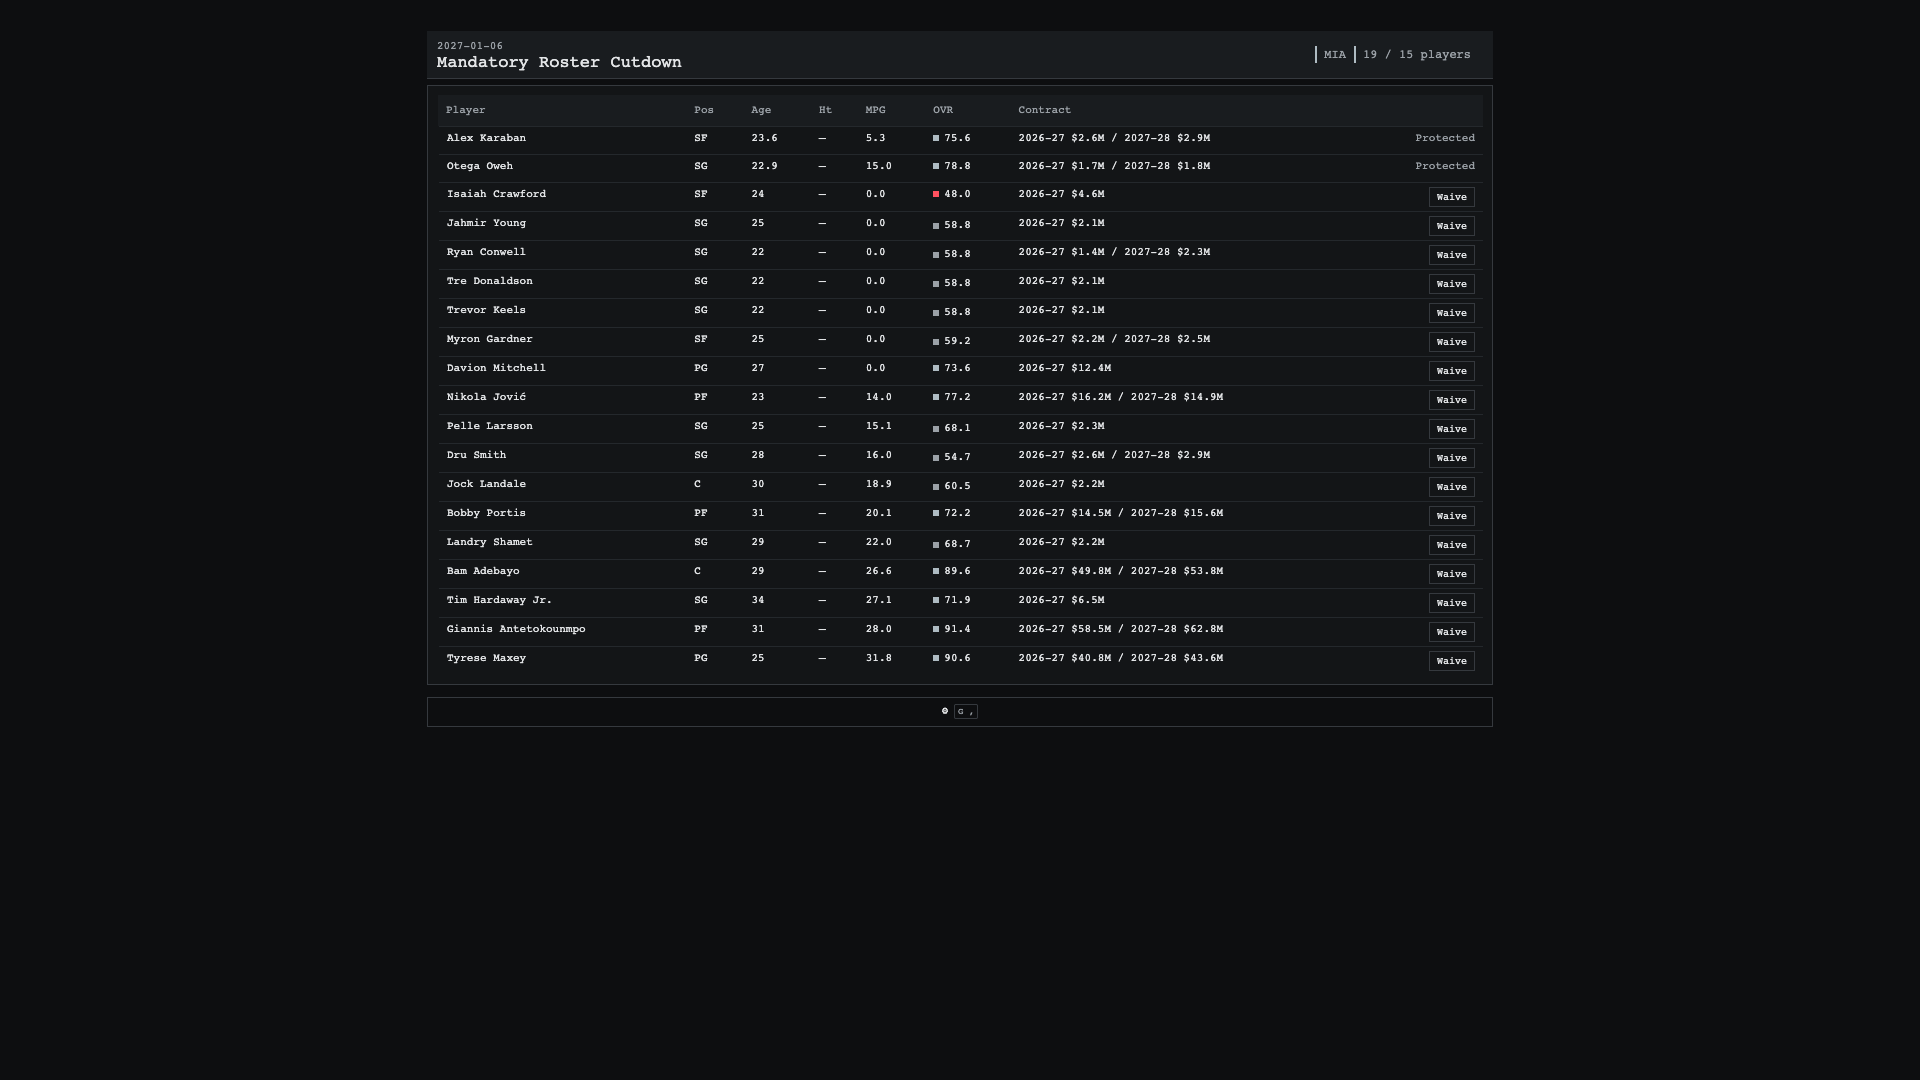 2027-01-06
Mandatory Roster Cutdown
MIA 19 / 15 players
Player Pos Age Ht MPG OVR Contract
Alex Karaban SF 23.6 — 5.3 75.6 2026-27 $2.6M / 2027-28 $2.9M Protected
Otega Oweh SG 22.9 — 15.0 78.8 2026-27 $1.7M / 2027-28 $1.8M Protected
Isaiah Crawford SF 24 — 0.0 48.0 2026-27 $4.6M Waive
Jahmir Young SG 25 — 0.0 58.8 2026-27 $2.1M Waive
Ryan Conwell SG 22 — 0.0 58.8 2026-27 $1.4M / 2027-28 $2.3M Waive
Tre Donaldson SG 22 — 0.0 58.8 2026-27 $2.1M Waive
Trevor Keels SG 22 — 0.0 58.8 2026-27 $2.1M Waive
Myron Gardner SF 25 — 0.0 59.2 2026-27 $2.2M / 2027-28 $2.5M Waive
Davion Mitchell PG 27 — 0.0 73.6 2026-27 $12.4M Waive
Nikola Jović PF 23 — 14.0 77.2 2026-27 $16.2M / 2027-28 $14.9M Waive
Pelle Larsson SG 25 — 15.1 68.1 2026-27 $2.3M Waive
Dru Smith SG 28 — 16.0 54.7 2026-27 $2.6M / 2027-28 $2.9M Waive
Jock Landale C 30 — 18.9 60.5 2026-27 $2.2M Waive
Bobby Portis PF 31 — 20.1 72.2 2026-27 $14.5M / 2027-28 $15.6M Waive
Landry Shamet SG 29 — 22.0 68.7 2026-27 $2.2M Waive
Bam Adebayo C 29 — 26.6 89.6 2026-27 $49.8M / 2027-28 $53.8M Waive
Tim Hardaway Jr. SG 34 — 27.1 71.9 2026-27 $6.5M Waive
Giannis Antetokounmpo PF 31 — 28.0 91.4 2026-27 $58.5M / 2027-28 $62.8M Waive
Tyrese Maxey PG 25 — 31.8 90.6 2026-27 $40.8M / 2027-28 $43.6M Waive
G ,